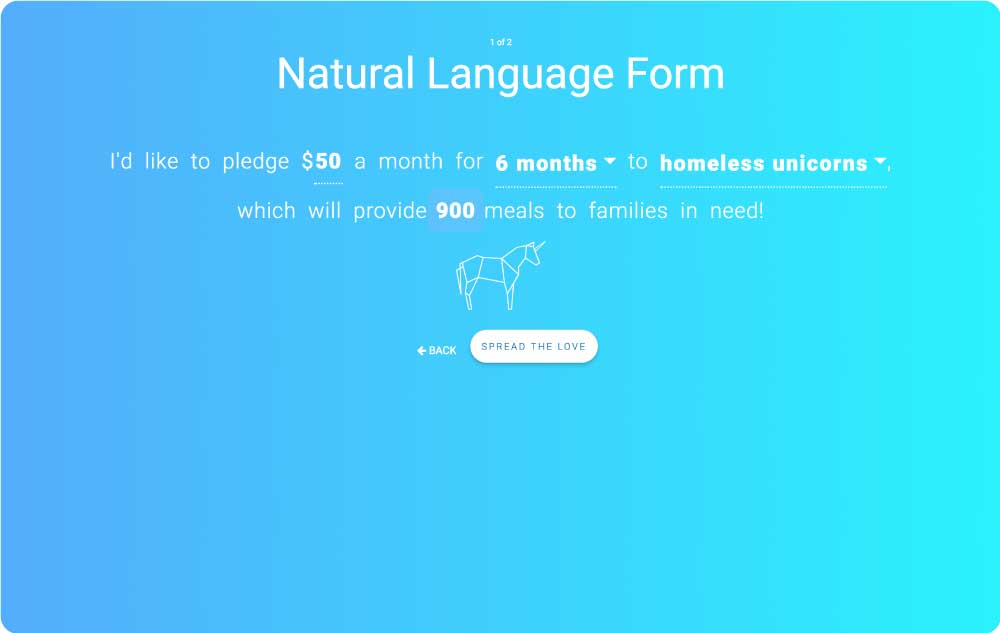 1 of 2
Natural Language Form
I'd like to pledge $50 a month for 6 months to homeless unicorns,
which will provide 900 meals to families in need!
BACK
SPREAD THE LOVE